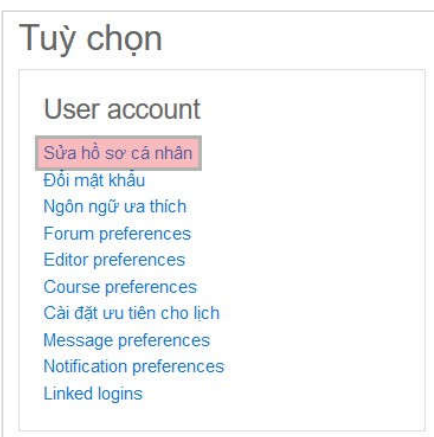 Tuỳ chọn
User account
Sửa hồ sơ cá nhân
Đổi mật khẩu
Ngôn ngữ ưa thích
Forum preferences
Editor preferences
Course preferences
Cài đặt ưu tiên cho lịch
Message preferences
Notification preferences
Linked logins